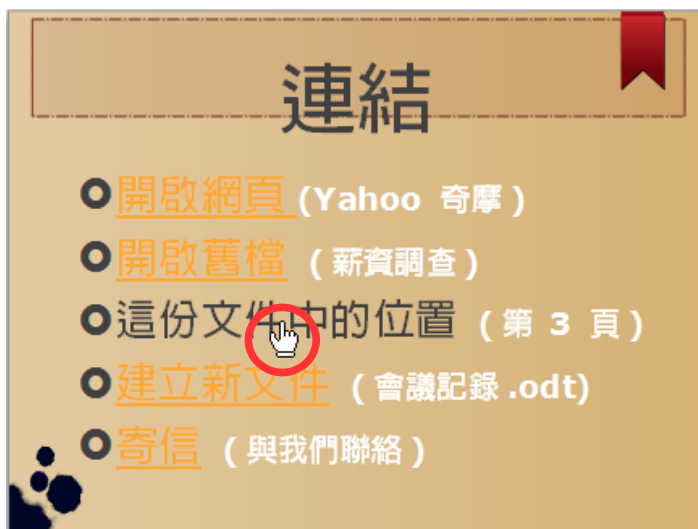 連結
開啟網頁 (Yahoo 奇摩)
開啟舊檔 (薪資調查)
這份文件中的位置 (第 3 頁)
建立新文件 (會議記錄.odt)
寄信 (與我們聯絡)